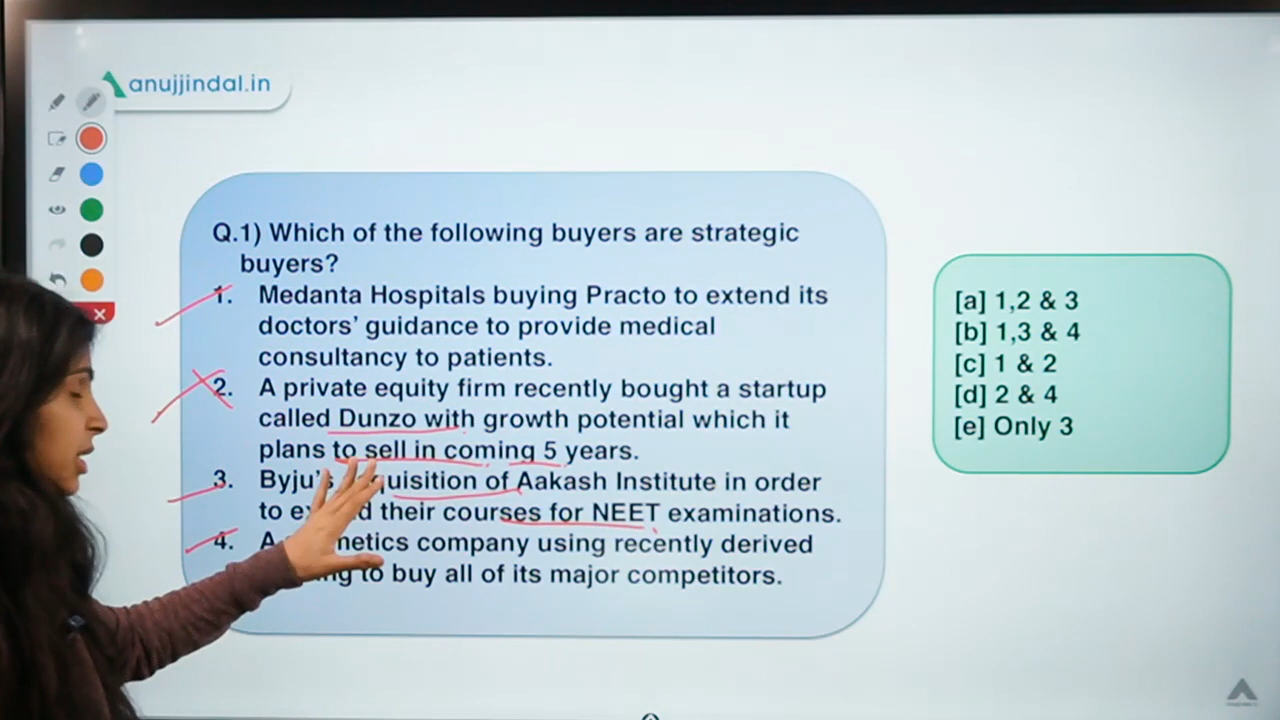 anujjindal.in
Q.1) Which of the following buyers are strategic
buyers?
1. Medanta Hospitals buying Practo to extend its
doctors' guidance to provide medical
consultancy to patients.
2. A private equity firm recently bought a startup
called Dunzo with growth potential which it
plans to sell in coming 5 years.
3. Byju's acquisition of Aakash Institute in order
to their courses for NEET examinations.
4. A company using recently derived
to buy all of its major competitors.
[a] 1,2 & 3
[b] 1,3 & 4
[c] 1 & 2
[d] 2 & 4
[e] Only 3